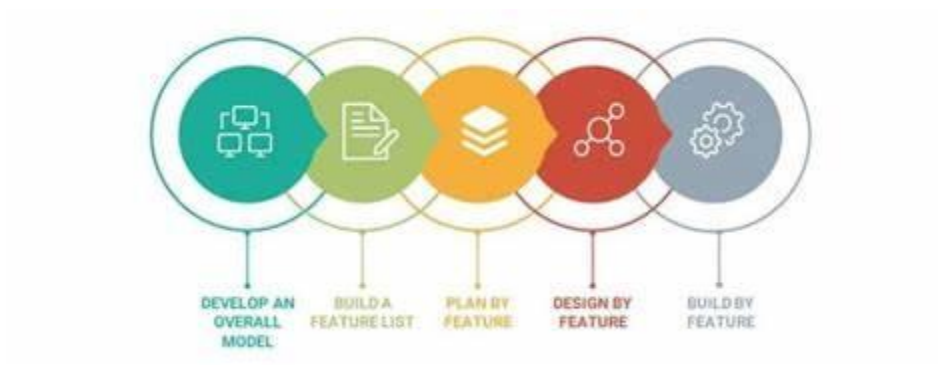 DEVELOP AN
OVERALL
MODEL
BUILD A
FEATURE LIST
PLAN BY
FEATURE
DESIGN BY
FEATURE
BUILD BY
FEATURE